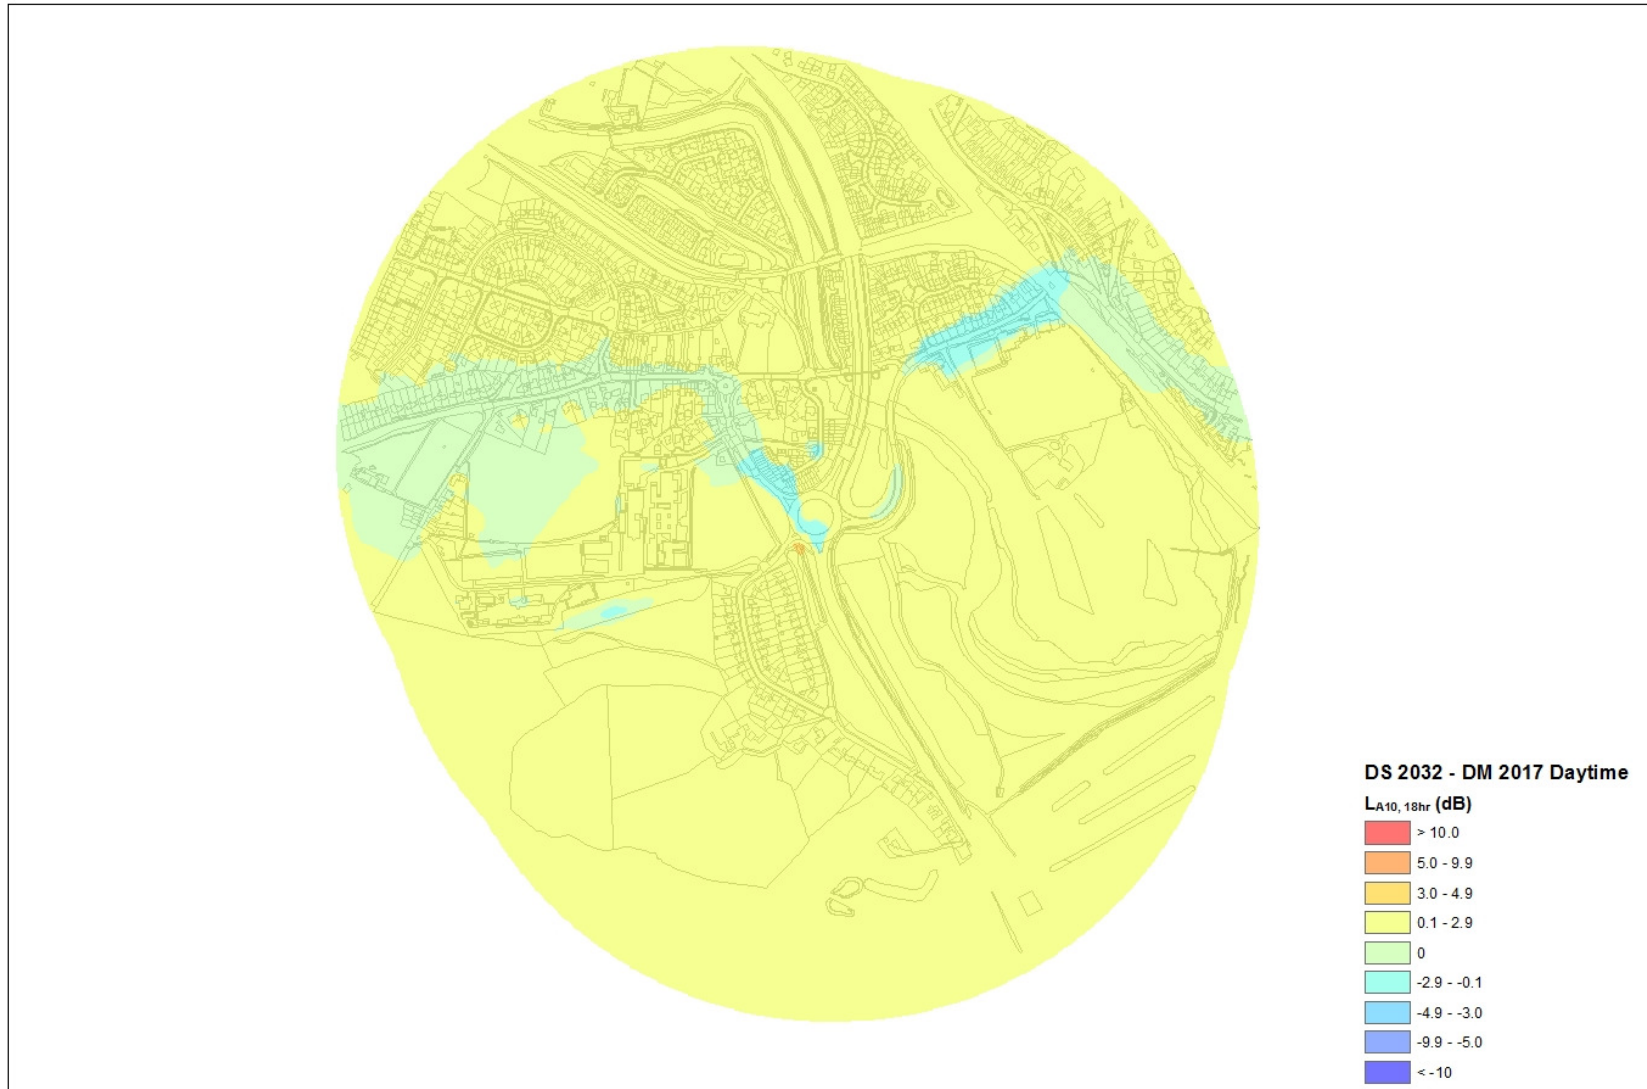 DS 2032 - DM 2017 Daytime
LA10, 18hr (dB)
> 10.0
5.0 - 9.9
3.0 - 4.9
0.1 - 2.9
0
-2.9 - -0.1
-4.9 - -3.0
-9.9 - -5.0
< -10